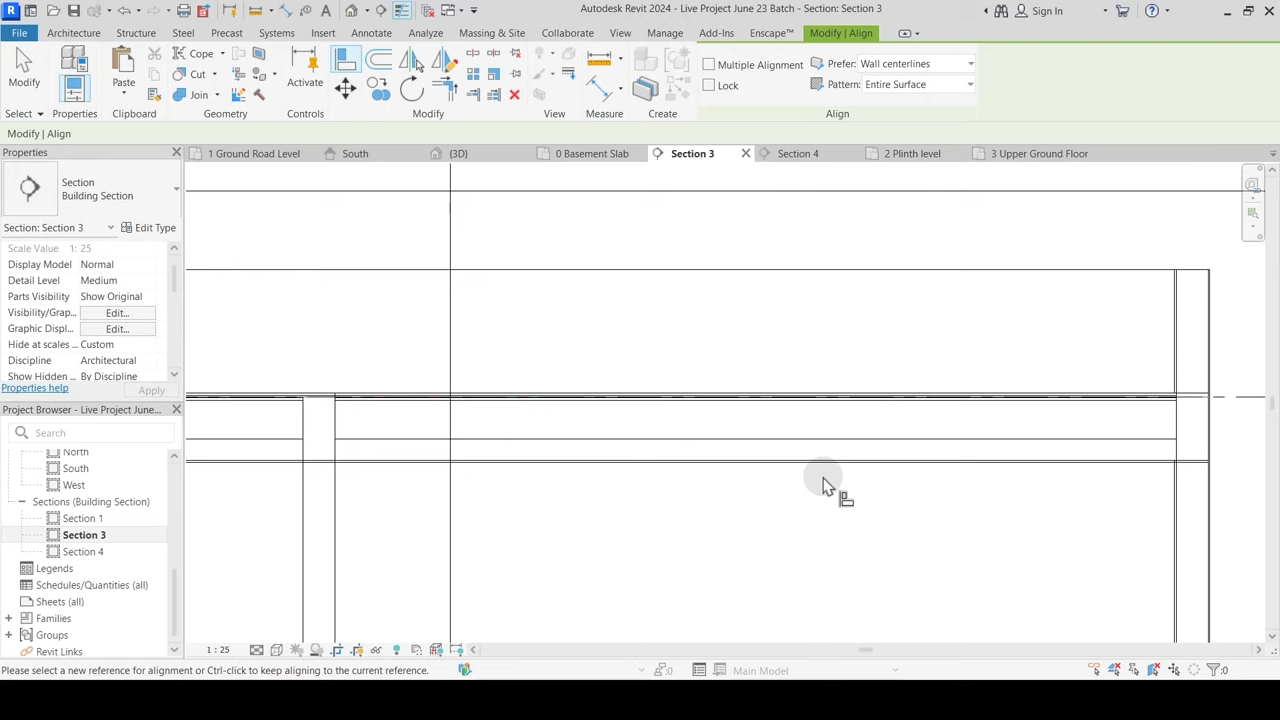 Autodesk Revit 2024 - Live Project June 23 Batch - Section: Section 3
Sign In
File Architecture Structure Steel Precast Systems Insert Annotate Analyze Massing & Site Collaborate View Manage Add-Ins Enscape™ Modify | Align
Modify
Paste
Cope
Cut
Join
Activate
Multiple Alignment
Lock
Prefer: Wall centerlines
Pattern: Entire Surface
Select Properties Clipboard Geometry Controls Modify View Measure Create Align
Modify | Align
Properties
1 Ground Road Level South {3D} 0 Basement Slab Section 3 Section 4 2 Plinth level 3 Upper Ground Floor
Section
Building Section
Section: Section 3 Edit Type
Scale Value 1: 25
Display Model Normal
Detail Level Medium
Parts Visibility Show Original
Visibility/Grap... Edit...
Graphic Displ... Edit...
Hide at scales ... Custom
Discipline Architectural
Show Hidden ... By Discipline
Properties help Apply
Project Browser - Live Project June...
Search
North
South
West
Sections (Building Section)
Section 1
Section 3
Section 4
Legends
Schedules/Quantities (all)
Sheets (all)
Families
Groups
Revit Links
1 : 25
Please select a new reference for alignment or Ctrl-click to keep aligning to the current reference.
:0
Main Model
:0